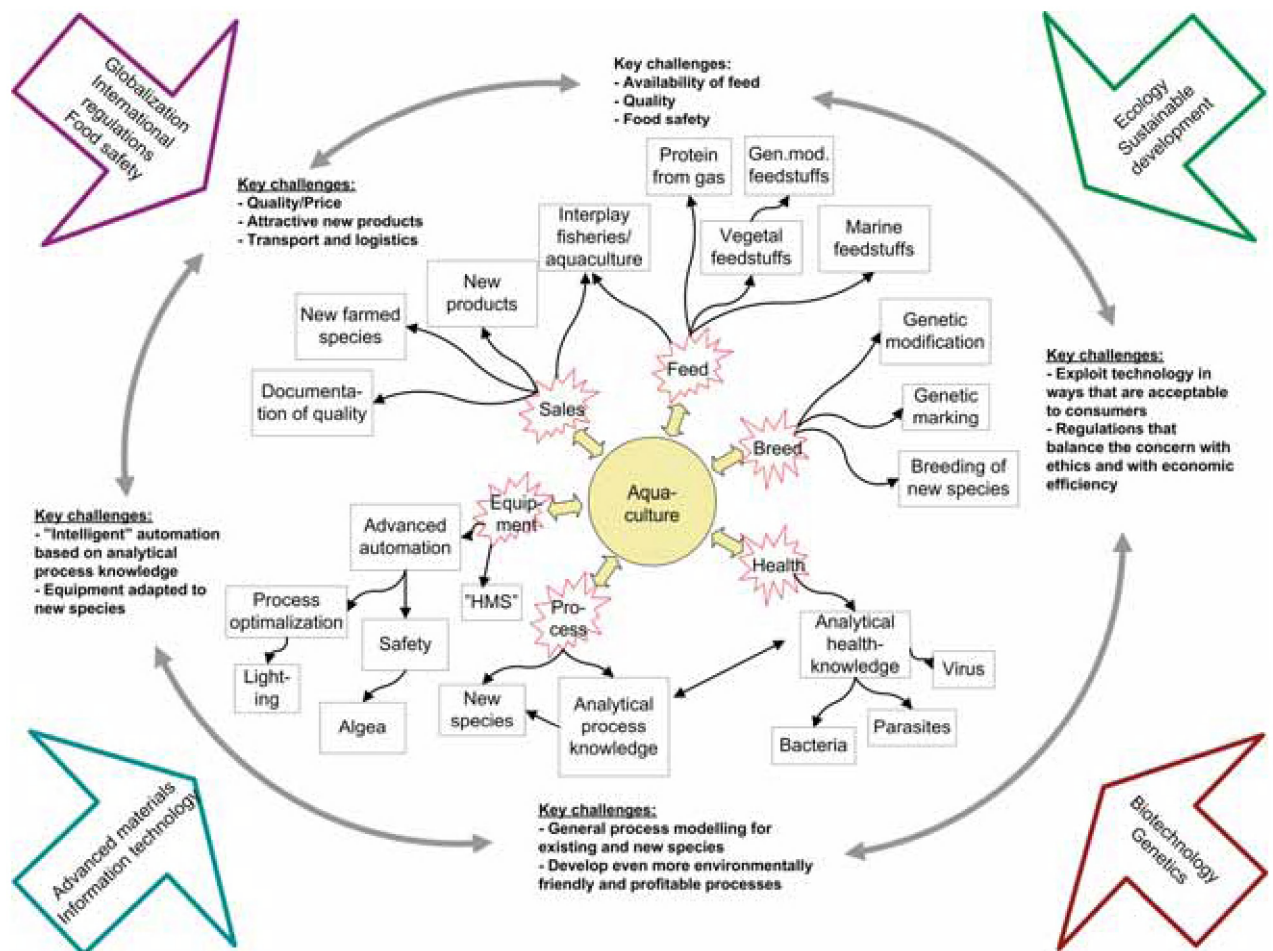 Globalization
International
regulations
Food safety
Key challenges:
- Availability of feed
- Quality
- Food safety
Ecology
Sustainable
development
Key challenges:
- Quality/Price
- Attractive new products
- Transport and logistics
Protein
from gas
Gen.mod.
feedstuffs
Interplay
fisheries/
aquaculture
Vegetal
feedstuffs
Marine
feedstuffs
New
products
New farmed
species
Documenta-
tion of quality
Sales
Feed
Breed
Genetic
modification
Genetic
marking
Breeding of
new species
Key challenges:
- Exploit technology in
ways that are acceptable
to consumers
- Regulations that
balance the concern with
ethics and with economic
efficiency
Aqua-
culture
Equip-
ment
Health
Pro-
cess
Key challenges:
- "Intelligent" automation
based on analytical
process knowledge
- Equipment adapted to
new species
Advanced
automation
"HMS"
Process
optimalization
Safety
Light-
ing
Algea
New
species
Analytical
process
knowledge
Analytical
health-
knowledge
Virus
Parasites
Bacteria
Key challenges:
- General process modelling for
existing and new species
- Develop even more environmentally
friendly and profitable processes
Advanced materials
Information technology
Biotechnology
Genetics